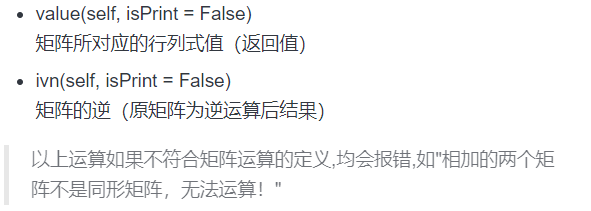 value(self, isPrint = False)
矩阵所对应的行列式值（返回值）
ivn(self, isPrint = False)
矩阵的逆（原矩阵为逆运算后结果）
以上运算如果不符合矩阵运算的定义,均会报错,如"相加的两个矩
阵不是同形矩阵，无法运算！"